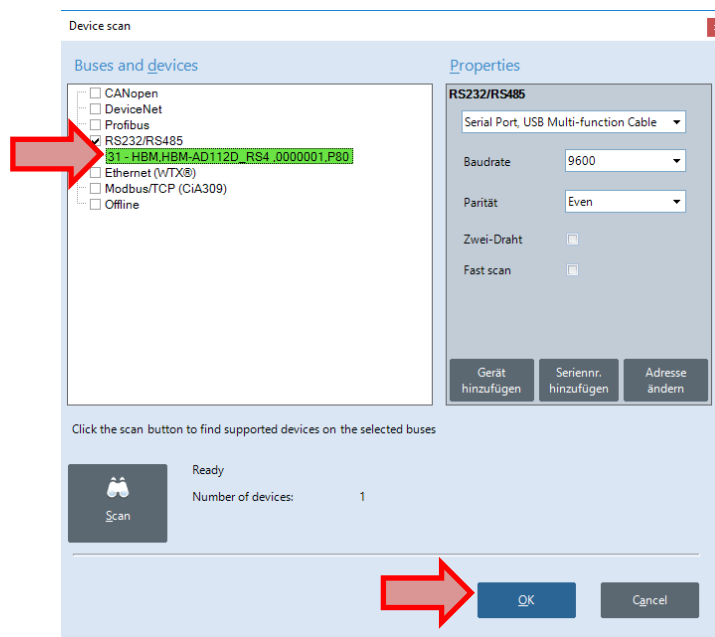 Device scan
Buses and devices
CANopen
DeviceNet
Profibus
RS232/RS485
31 - HBM,HBM-AD112D_RS4 ,0000001,P80
Ethernet (WTX®)
Modbus/TCP (CiA309)
Offline
Properties
RS232/RS485
Serial Port, USB Multi-function Cable
Baudrate 9600
Parität Even
Zwei-Draht
Fast scan
Gerät hinzufügen
Seriennr. hinzufügen
Adresse ändern
Click the scan button to find supported devices on the selected buses
Scan
Ready
Number of devices: 1
OK
Cancel